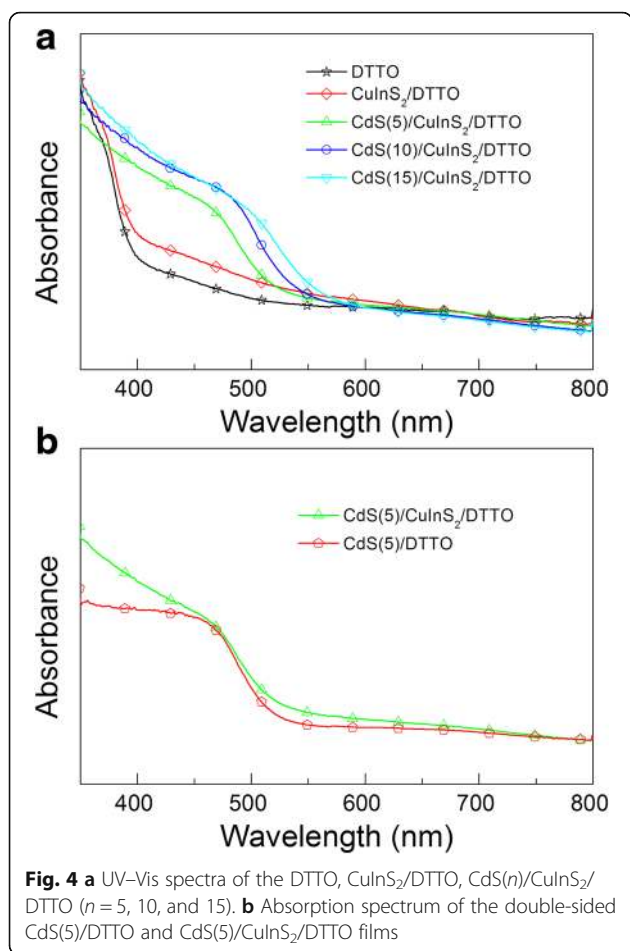 a
DTTO
CuInS₂/DTTO
CdS(5)/CuInS₂/DTTO
CdS(10)/CuInS₂/DTTO
CdS(15)/CuInS₂/DTTO
Absorbance
400 500 600 700 800
Wavelength (nm)
b
CdS(5)/CuInS₂/DTTO
CdS(5)/DTTO
Absorbance
400 500 600 700 800
Wavelength (nm)
Fig. 4 a UV–Vis spectra of the DTTO, CuInS₂/DTTO, CdS(n)/CuInS₂/
DTTO (n = 5, 10, and 15). b Absorption spectrum of the double-sided
CdS(5)/DTTO and CdS(5)/CuInS₂/DTTO films